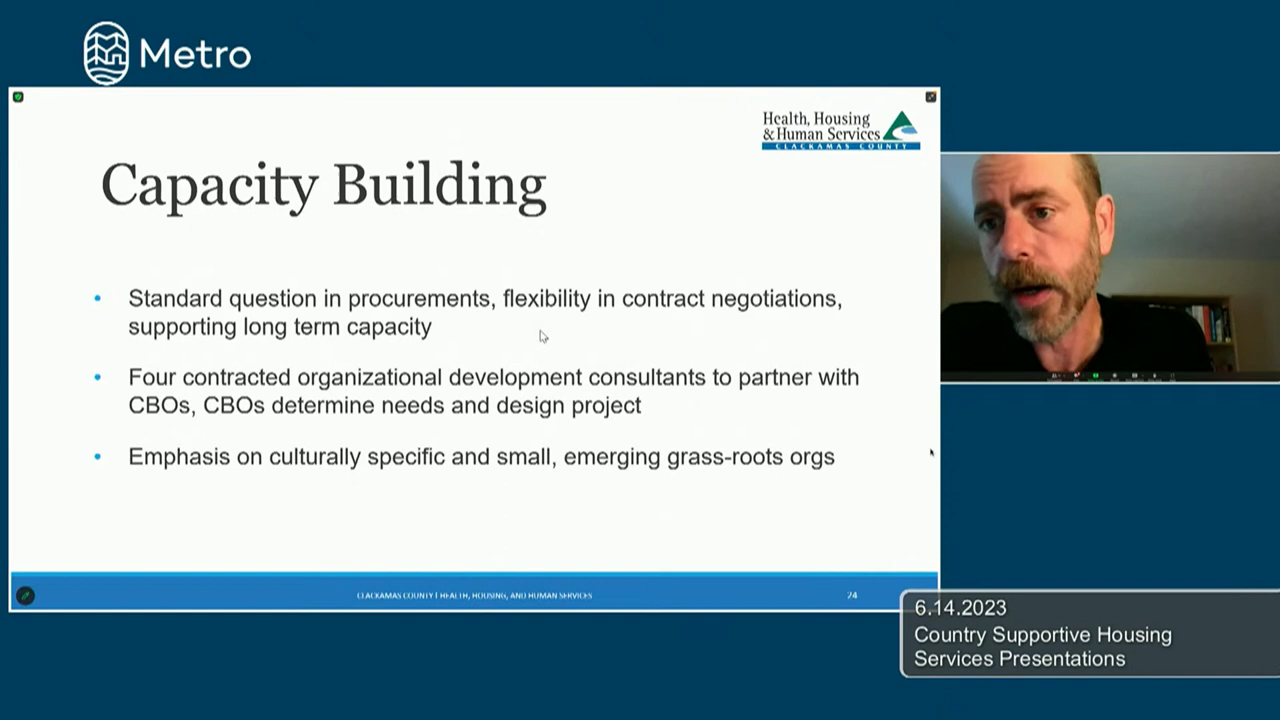 Metro
Health, Housing
& Human Services
CLACKAMAS COUNTY
Capacity Building
Standard question in procurements, flexibility in contract negotiations,
supporting long term capacity
Four contracted organizational development consultants to partner with
CBOs, CBOs determine needs and design project
Emphasis on culturally specific and small, emerging grass-roots orgs
CLACKAMAS COUNTY | HEALTH, HOUSING, AND HUMAN SERVICES
24
6.14.2023
Country Supportive Housing
Services Presentations